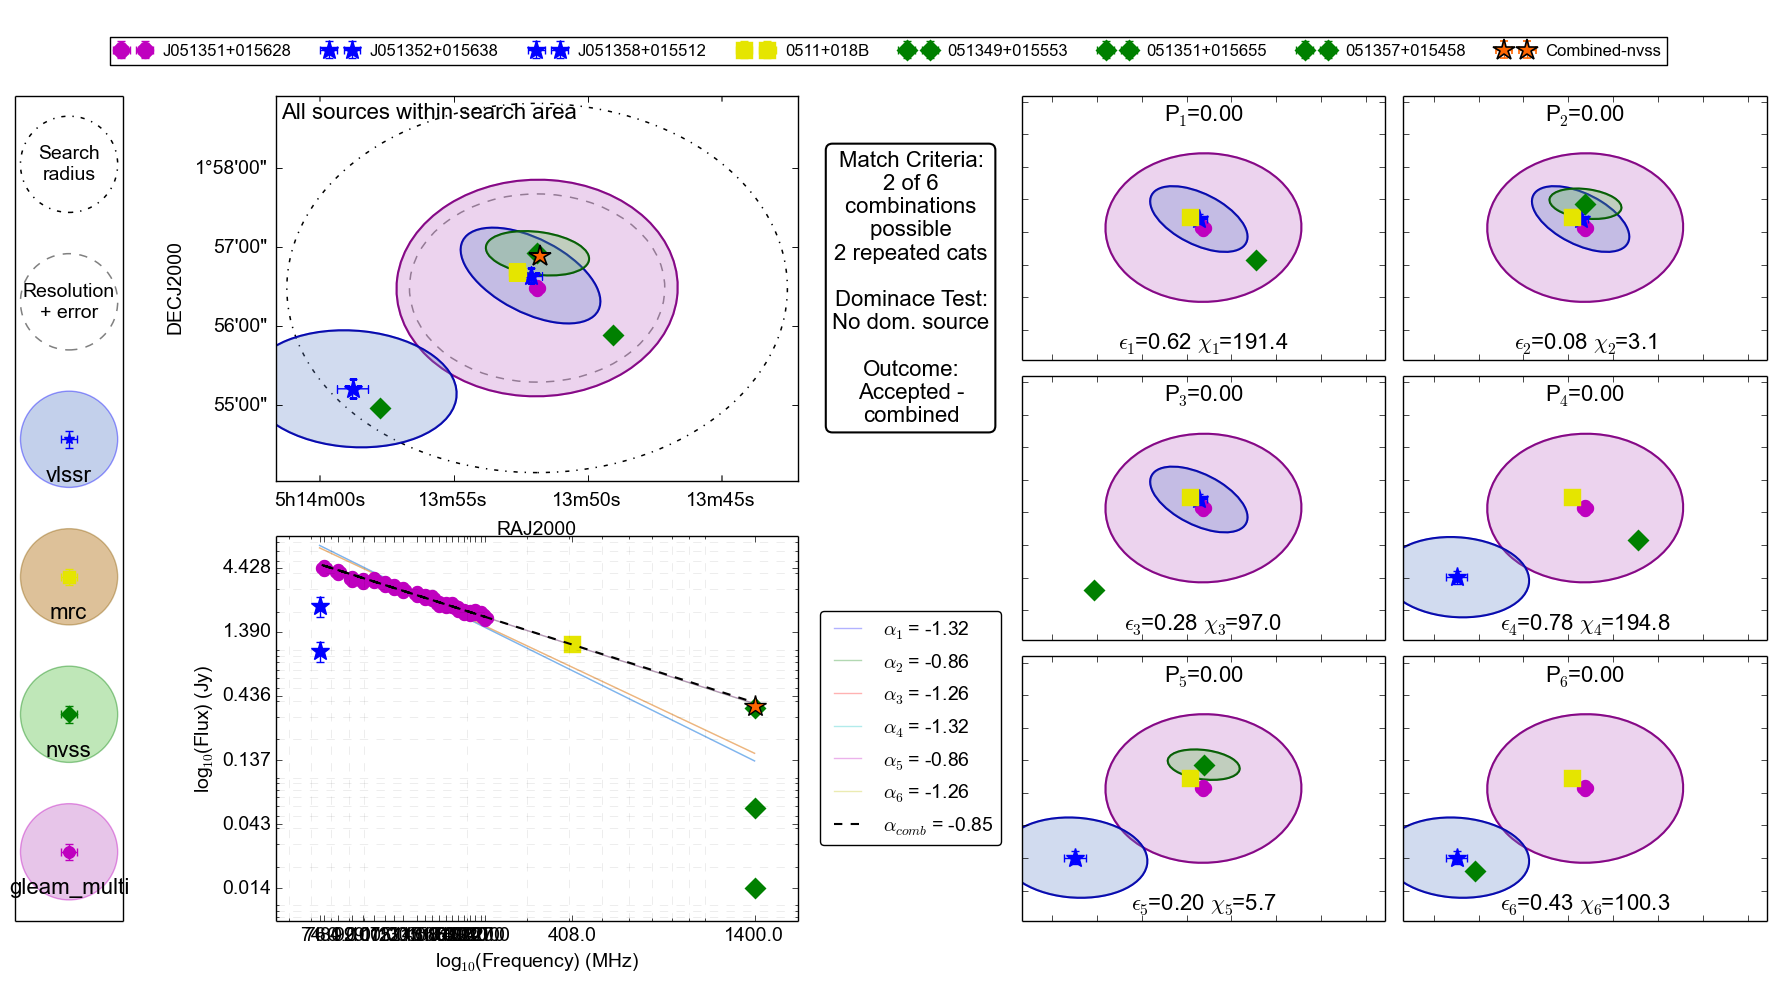 J051351+015628 J051352+015638 J051358+015512 0511+018B 051349+015553 051351+015655 051357+015458 Combined-nvss
Search
radius
Resolution
+ error
vlssr
mrc
nvss
gleam_multi
All sources within search area
DECJ2000
1°58'00"
57'00"
56'00"
55'00"
5h14m00s 13m55s 13m50s 13m45s
RAJ2000
log10(Flux) (Jy)
4.428
1.390
0.436
0.137
0.043
0.014
408.0 1400.0
log10(Frequency) (MHz)
Match Criteria:
2 of 6
combinations
possible
2 repeated cats
Dominace Test:
No dom. source
Outcome:
Accepted -
combined
α1 = -1.32
α2 = -0.86
α3 = -1.26
α4 = -1.32
α5 = -0.86
α6 = -1.26
αcomb = -0.85
P1=0.00
ϵ1=0.62 χ1=191.4
P2=0.00
ϵ2=0.08 χ2=3.1
P3=0.00
ϵ3=0.28 χ3=97.0
P4=0.00
ϵ4=0.78 χ4=194.8
P5=0.00
ϵ5=0.20 χ5=5.7
P6=0.00
ϵ6=0.43 χ6=100.3